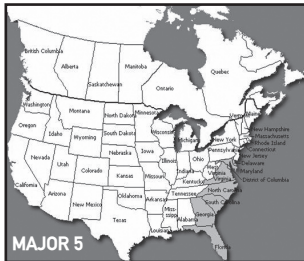 British Columbia
Alberta
Saskatchewan
Manitoba
Ontario
Quebec
Washington
Montana
North Dakota
Minnesota
Oregon
Idaho
Wyoming
South Dakota
Wisconsin
Michigan
New York
New Hampshire
Massachusetts
Rhode Island
Connecticut
New Jersey
Delaware
Maryland
District of Columbia
Nevada
Utah
Colorado
Nebraska
Iowa
Illinois
Indiana
Ohio
Pennsylvania
California
Arizona
New Mexico
Kansas
Missouri
Kentucky
Oklahoma
Arkansas
Tennessee
North Carolina
South Carolina
Texas
Louisiana
Miss-
issippi
Alabama
Georgia
Florida
MAJOR 5